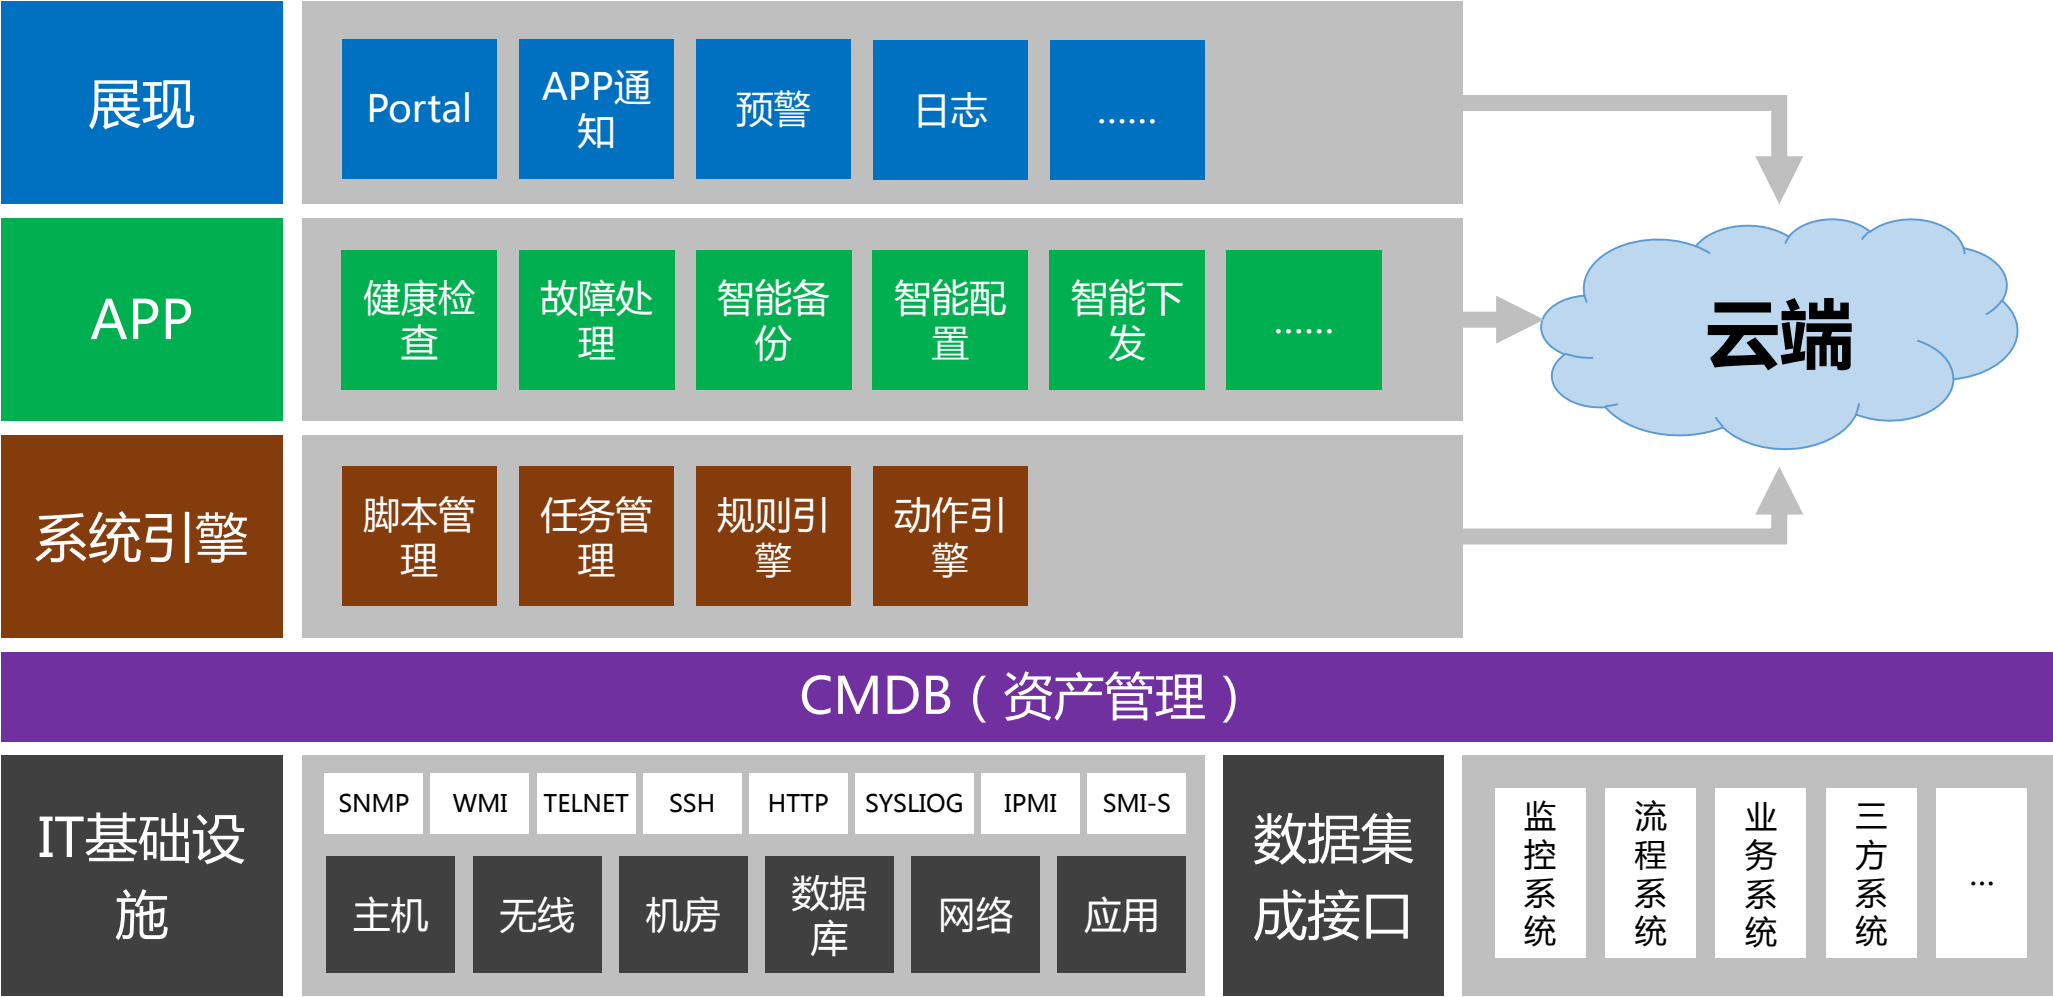 展现
Portal
APP通
知
预警
日志
……
APP
健康检
查
故障处
理
智能备
份
智能配
置
智能下
发
……
云端
系统引擎
脚本管
理
任务管
理
规则引
擎
动作引
擎
CMDB（资产管理）
IT基础设
施
SNMP
WMI
TELNET
SSH
HTTP
SYSLIOG
IPMI
SMI-S
主机
无线
机房
数据
库
网络
应用
数据集
成接口
监
控
系
统
流
程
系
统
业
务
系
统
三
方
系
统
...